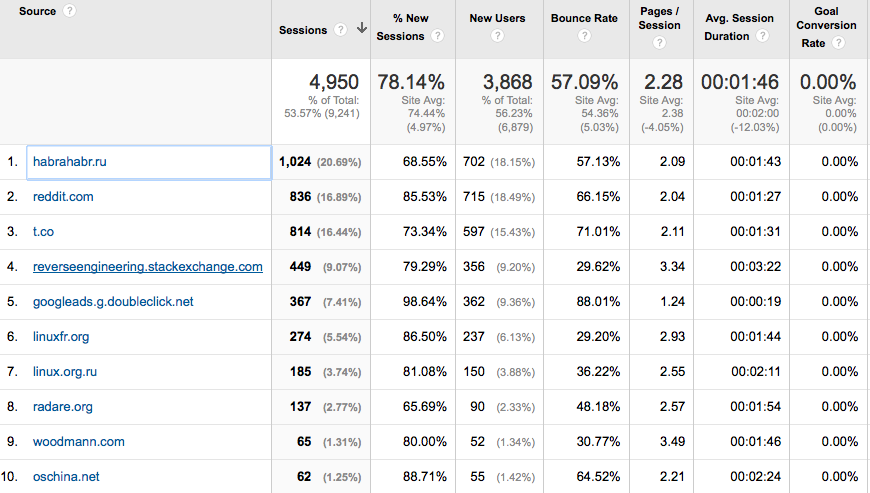 Source ? Sessions ? ↓ % New Sessions ? New Users ? Bounce Rate ? Pages / Session ? Avg. Session Duration ? Goal Conversion Rate ?
4,950 78.14% 3,868 57.09% 2.28 00:01:46 0.00%
% of Total: Site Avg: % of Total: Site Avg: Site Avg: Site Avg: Site Avg:
53.57% (9,241) 74.44% 56.23% 54.36% 2.38 00:02:00 0.00%
(4.97%) (6,879) (5.03%) (-4.05%) (-12.03%) (0.00%)
1. habrahabr.ru 1,024 (20.69%) 68.55% 702 (18.15%) 57.13% 2.09 00:01:43 0.00%
2. reddit.com 836 (16.89%) 85.53% 715 (18.49%) 66.15% 2.04 00:01:27 0.00%
3. t.co 814 (16.44%) 73.34% 597 (15.43%) 71.01% 2.11 00:01:31 0.00%
4. reverseengineering.stackexchange.com 449 (9.07%) 79.29% 356 (9.20%) 29.62% 3.34 00:03:22 0.00%
5. googleads.g.doubleclick.net 367 (7.41%) 98.64% 362 (9.36%) 88.01% 1.24 00:00:19 0.00%
6. linuxfr.org 274 (5.54%) 86.50% 237 (6.13%) 29.20% 2.93 00:01:44 0.00%
7. linux.org.ru 185 (3.74%) 81.08% 150 (3.88%) 36.22% 2.55 00:02:11 0.00%
8. radare.org 137 (2.77%) 65.69% 90 (2.33%) 48.18% 2.57 00:01:54 0.00%
9. woodmann.com 65 (1.31%) 80.00% 52 (1.34%) 30.77% 3.49 00:01:46 0.00%
10. oschina.net 62 (1.25%) 88.71% 55 (1.42%) 64.52% 2.21 00:02:24 0.00%